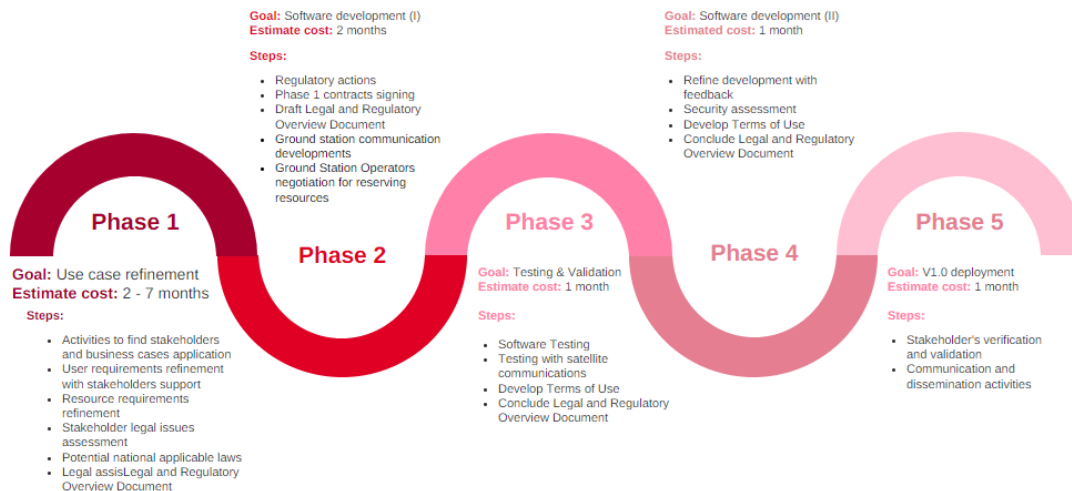 Phase 1
Goal: Use case refinement
Estimate cost: 2 - 7 months
Steps:
• Activities to find stakeholders
and business cases application
• User requirements refinement
with stakeholders support
• Resource requirements
refinement
• Stakeholder legal issues
assessment
• Potential national applicable laws
• Legal assisLegal and Regulatory
Overview Document
Goal: Software development (I)
Estimate cost: 2 months
Steps:
• Regulatory actions
• Phase 1 contracts signing
• Draft Legal and Regulatory
Overview Document
• Ground station communication
developments
• Ground Station Operators
negotiation for reserving
resources
Phase 2
Phase 3
Goal: Testing & Validation
Estimate cost: 1 month
Steps:
• Software Testing
• Testing with satellite
communications
• Develop Terms of Use
• Conclude Legal and Regulatory
Overview Document
Goal: Software development (II)
Estimated cost: 1 month
Steps:
• Refine development with
feedback
• Security assessment
• Develop Terms of Use
• Conclude Legal and Regulatory
Overview Document
Phase 4
Phase 5
Goal: V1.0 deployment
Estimate cost: 1 month
Steps:
• Stakeholder's verification
and validation
• Communication and
dissemination activities